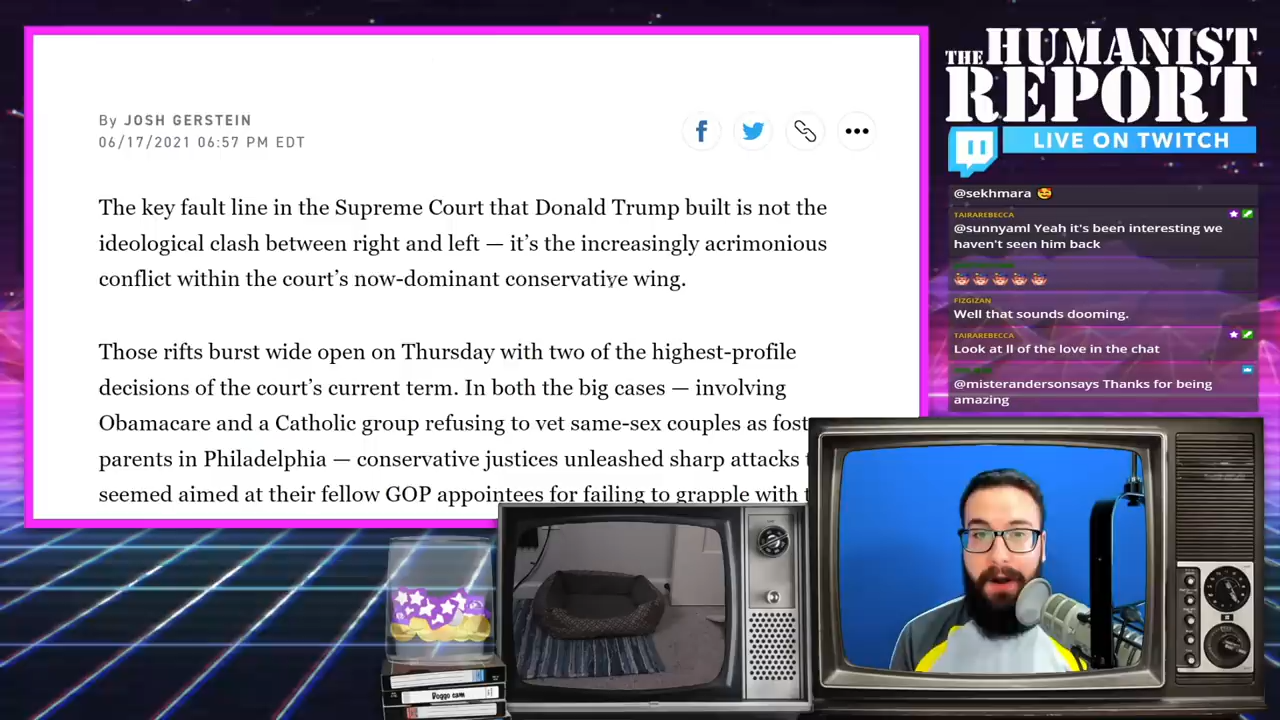 By JOSH GERSTEIN
06/17/2021 06:57 PM EDT
The key fault line in the Supreme Court that Donald Trump built is not the
ideological clash between right and left — it’s the increasingly acrimonious
conflict within the court’s now-dominant conservative wing.
Those rifts burst wide open on Thursday with two of the highest-profile
decisions of the court’s current term. In both the big cases — involving
Obamacare and a Catholic group refusing to vet same-sex couples as fost
parents in Philadelphia — conservative justices unleashed sharp attacks
seemed aimed at their fellow GOP appointees for failing to grapple with
THE HUMANIST
REPORT
LIVE ON TWITCH
@sekhmara
TAIRAREBECCA
@sunnyaml Yeah it's been interesting we
haven't seen him back
FIZGIZAN
Well that sounds dooming.
TAIRAREBECCA
Look at ll of the love in the chat
@misterandersonsays Thanks for being
amazing
Doggo cam